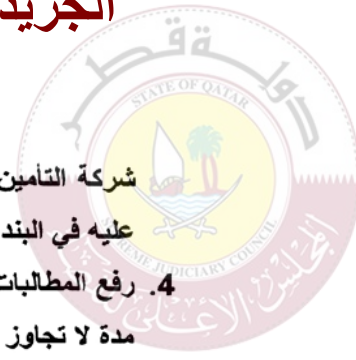 الجريد
دولة قطر
STATE OF QATAR
شركة التأمين
عليه في البند
SUPREME JUDICIARY COUNCIL
4. رفع المطالبات
المجلس الأعلى للقضاء
مدة لا تجاوز